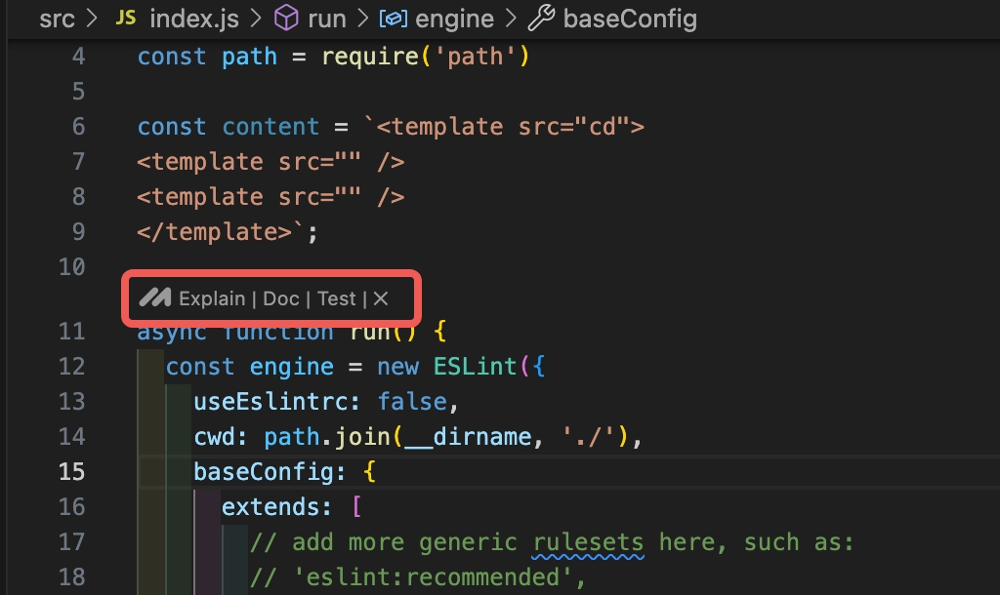 src > JS index.js > run > engine > baseConfig
4 const path = require('path')
5
6 const content = `<template src="cd">
7 <template src="" />
8 <template src="" />
9 </template>`;
10
Explain | Doc | Test | ×
11 async function run() {
12 const engine = new ESLint({
13 useEslintrc: false,
14 cwd: path.join(__dirname, './'),
15 baseConfig: {
16 extends: [
17 // add more generic rulesets here, such as:
18 // 'eslint:recommended',